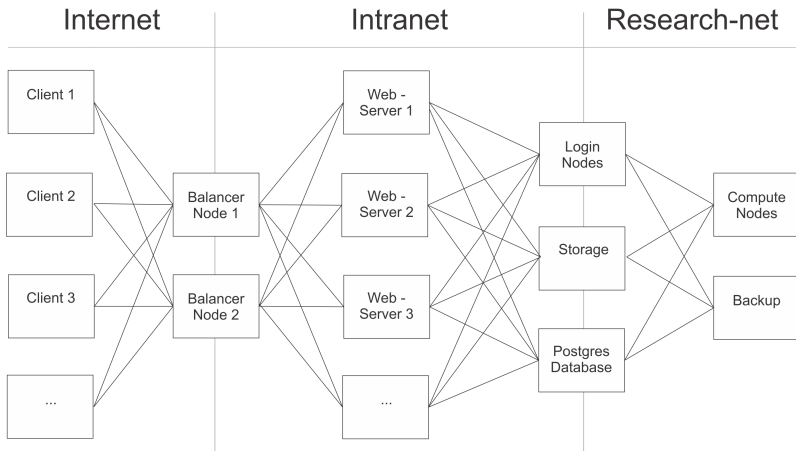 Internet
Intranet
Research-net
Client 1
Client 2
Client 3
...
Balancer
Node 1
Balancer
Node 2
Web -
Server 1
Web -
Server 2
Web -
Server 3
...
Login
Nodes
Storage
Postgres
Database
Compute
Nodes
Backup